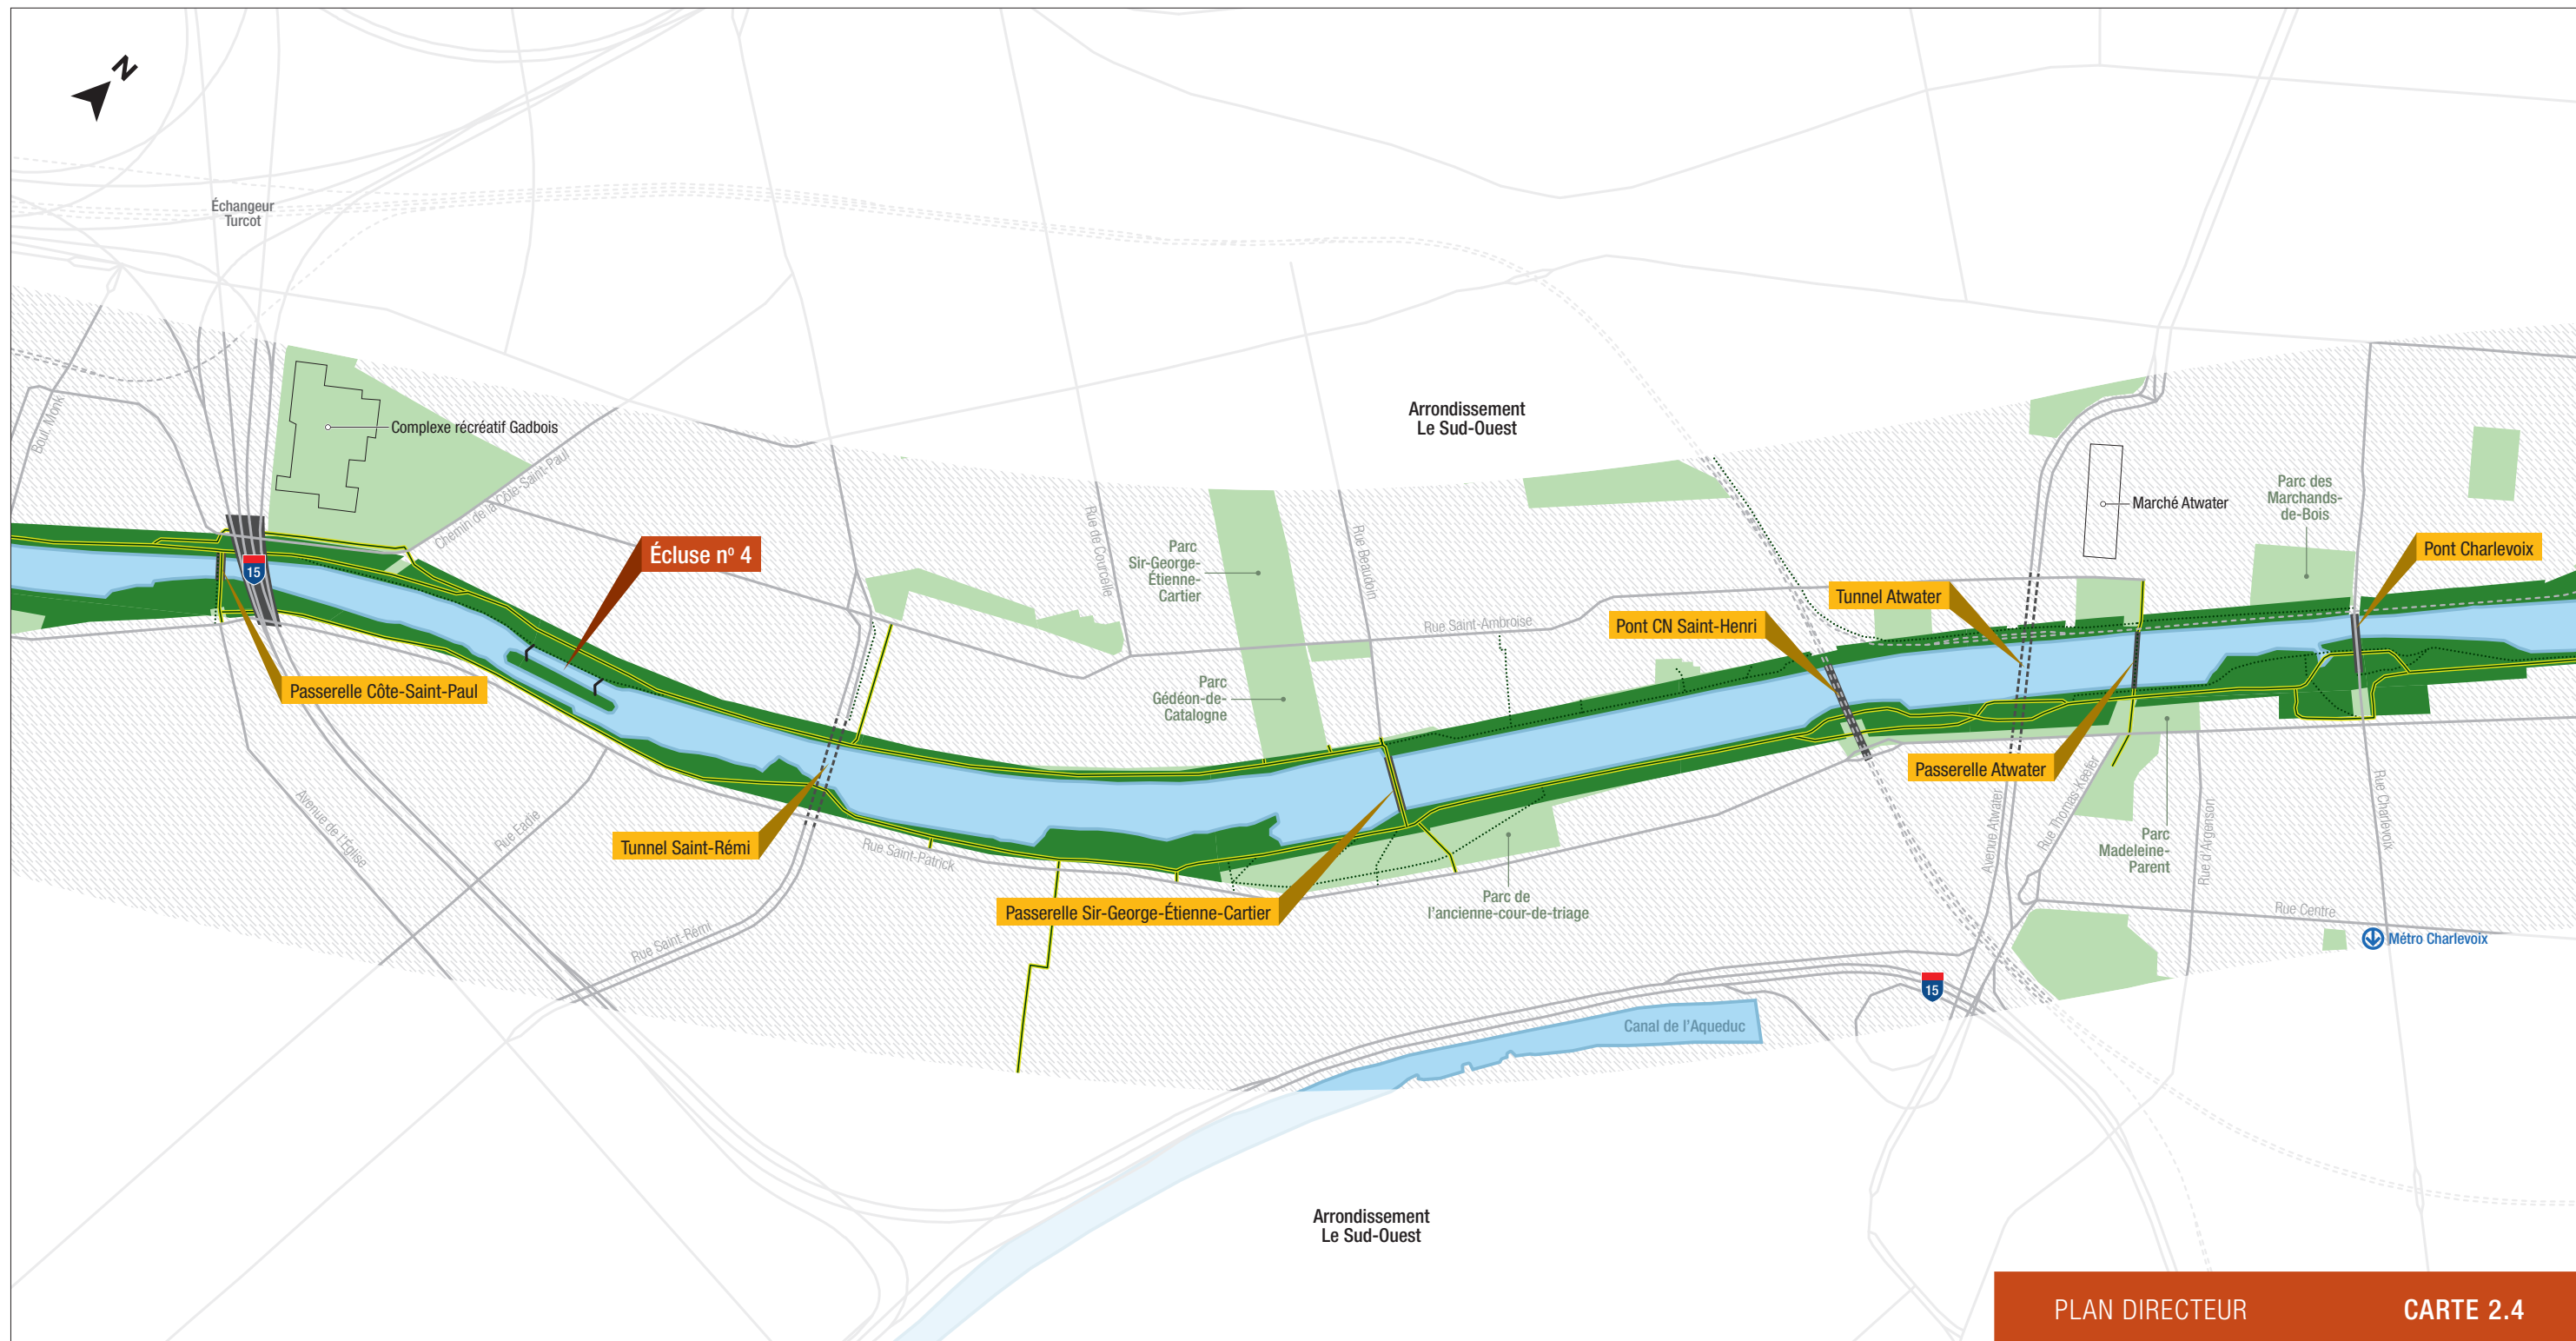 N
Échangeur
Turcot
Boul. Monk
Complexe récréatif Gadbois
Chemin de la Côte-Saint-Paul
Arrondissement
Le Sud-Ouest
Écluse nº 4
15
Rue de Courcelle
Parc
Sir-George-
Étienne-
Cartier
Rue Beaudoin
Parc des
Marchands-
de-Bois
Marché Atwater
Pont Charlevoix
Tunnel Atwater
Pont CN Saint-Henri
Rue Saint-Ambroise
Passerelle Côte-Saint-Paul
Parc
Gédéon-de-
Catalogne
Passerelle Atwater
Avenue de l'Église
Rue Eadie
Tunnel Saint-Rémi
Rue Saint-Patrick
Avenue Atwater
Rue Thomas-Keefer
Parc
Madeleine-
Parent
Rue d'Argenson
Rue Charlevoix
Passerelle Sir-George-Étienne-Cartier
Parc de
l'ancienne-cour-de-triage
Rue Centre
Métro Charlevoix
Rue Saint-Rémi
15
Canal de l'Aqueduc
Arrondissement
Le Sud-Ouest
PLAN DIRECTEUR CARTE 2.4